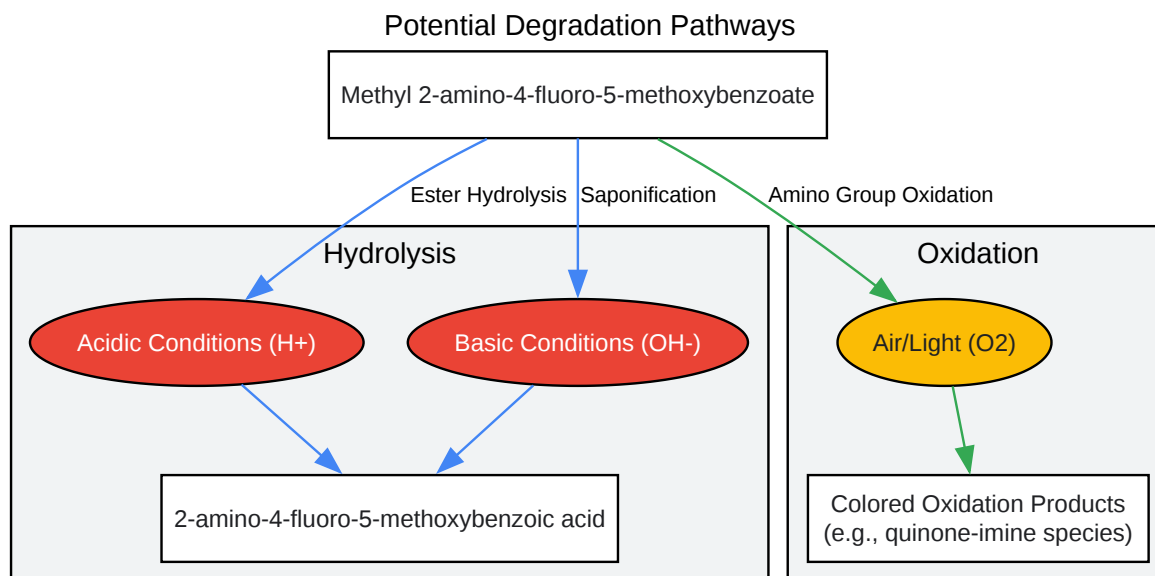 Potential Degradation Pathways
Methyl 2-amino-4-fluoro-5-methoxybenzoate
Ester Hydrolysis
Saponification
Amino Group Oxidation
Hydrolysis
Oxidation
Acidic Conditions (H+)
Basic Conditions (OH-)
Air/Light (O2)
2-amino-4-fluoro-5-methoxybenzoic acid
Colored Oxidation Products
(e.g., quinone-imine species)